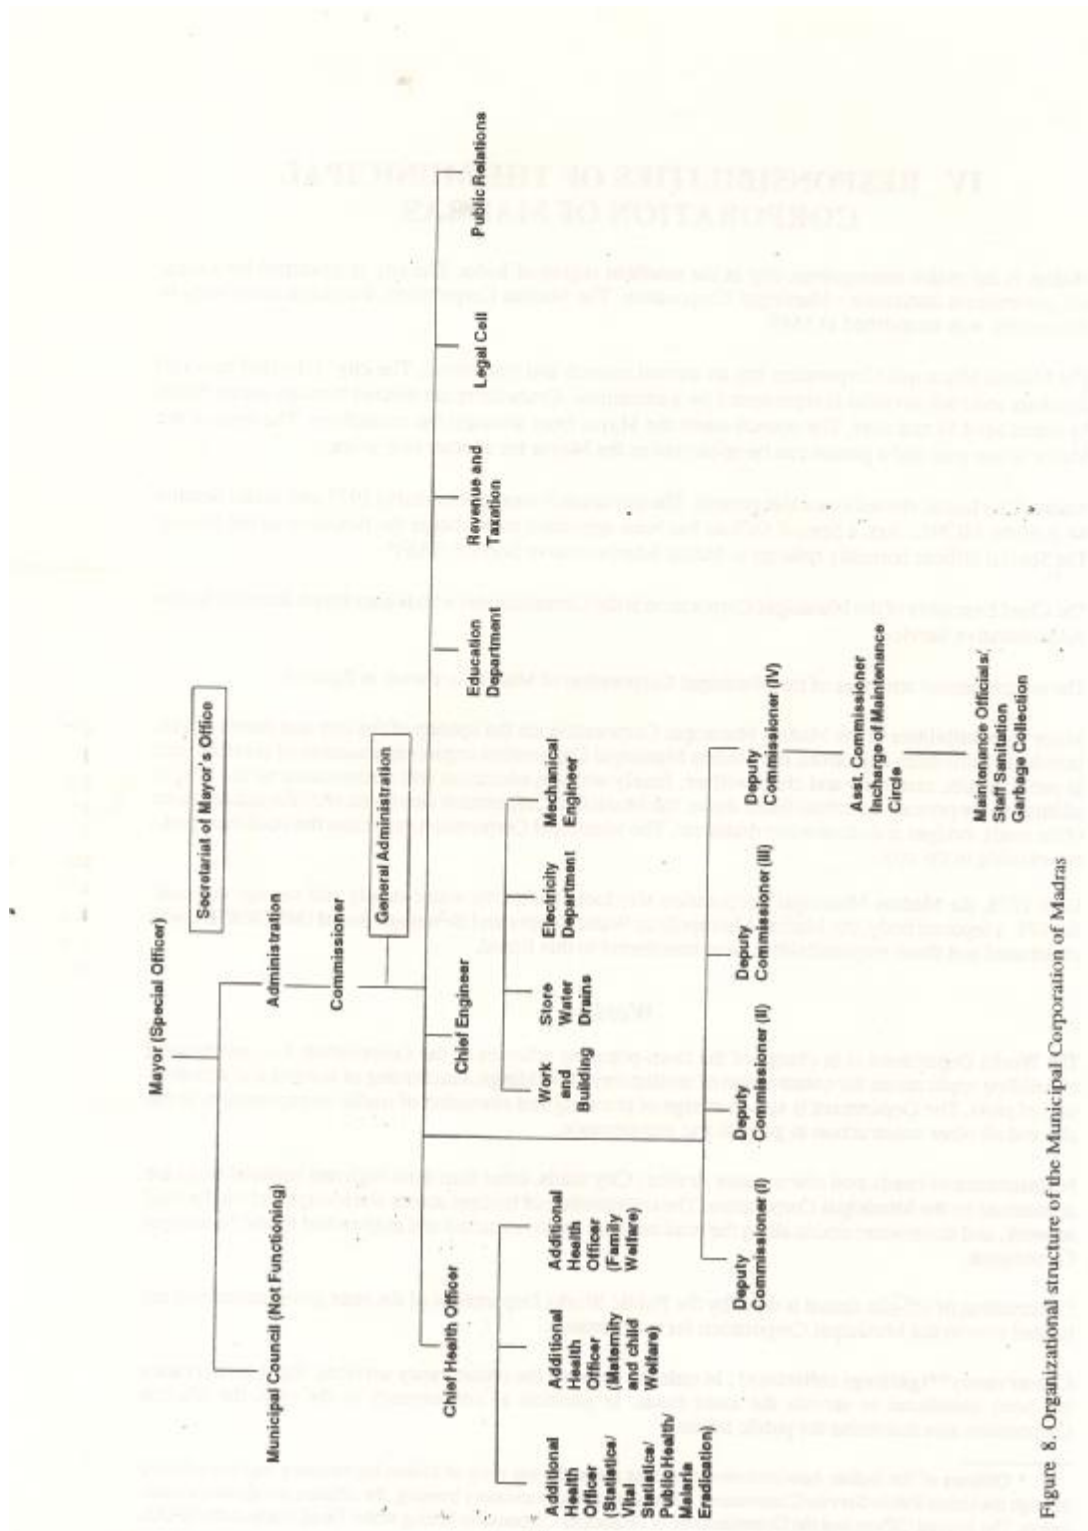 Mayor (Special Officer)
Secretariat of Mayor's Office
Municipal Council (Not Functioning)
Administration
Commissioner
General Administration
Chief Health Officer
Chief Engineer
Education
Department
Revenue and
Taxation
Legal Cell
Public Relations
Additional
Health
Officer
(Statistics/
Vital
Statistics/
Public Health/
Malaria
Eradication)
Additional
Health
Officer
(Maternity
and child
Welfare)
Additional
Health
Officer
(Family
Welfare)
Work
and
Building
Store
Water
Drains
Electricity
Department
Mechanical
Engineer
Deputy
Commissioner (I)
Deputy
Commissioner (II)
Deputy
Commissioner (III)
Deputy
Commissioner (IV)
Asst. Commissioner
Incharge of Maintenance
Circle
Maintenance Officials/
Staff Sanitation
Garbage Collection
Figure 8. Organizational structure of the Municipal Corporation of Madras